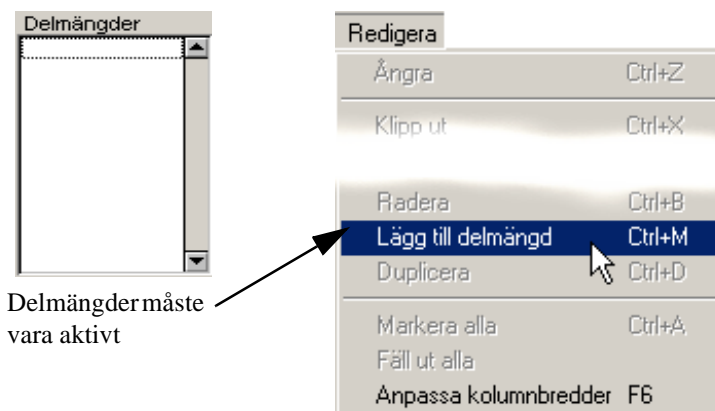 Delmängder
Delmängder måste
vara aktivt
Redigera
Ångra Ctrl+Z
Klipp ut Ctrl+X
Radera Ctrl+B
Lägg till delmängd Ctrl+M
Duplicera Ctrl+D
Markera alla Ctrl+A
Fäll ut alla
Anpassa kolumnbredder F6